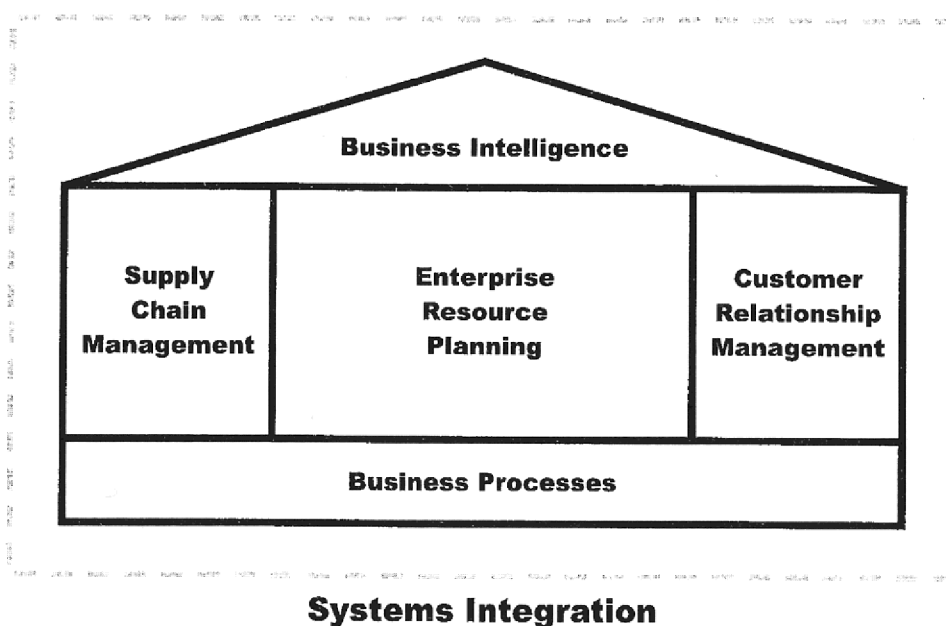 Business Intelligence
Supply
Chain
Management
Enterprise
Resource
Planning
Customer
Relationship
Management
Business Processes
Systems Integration